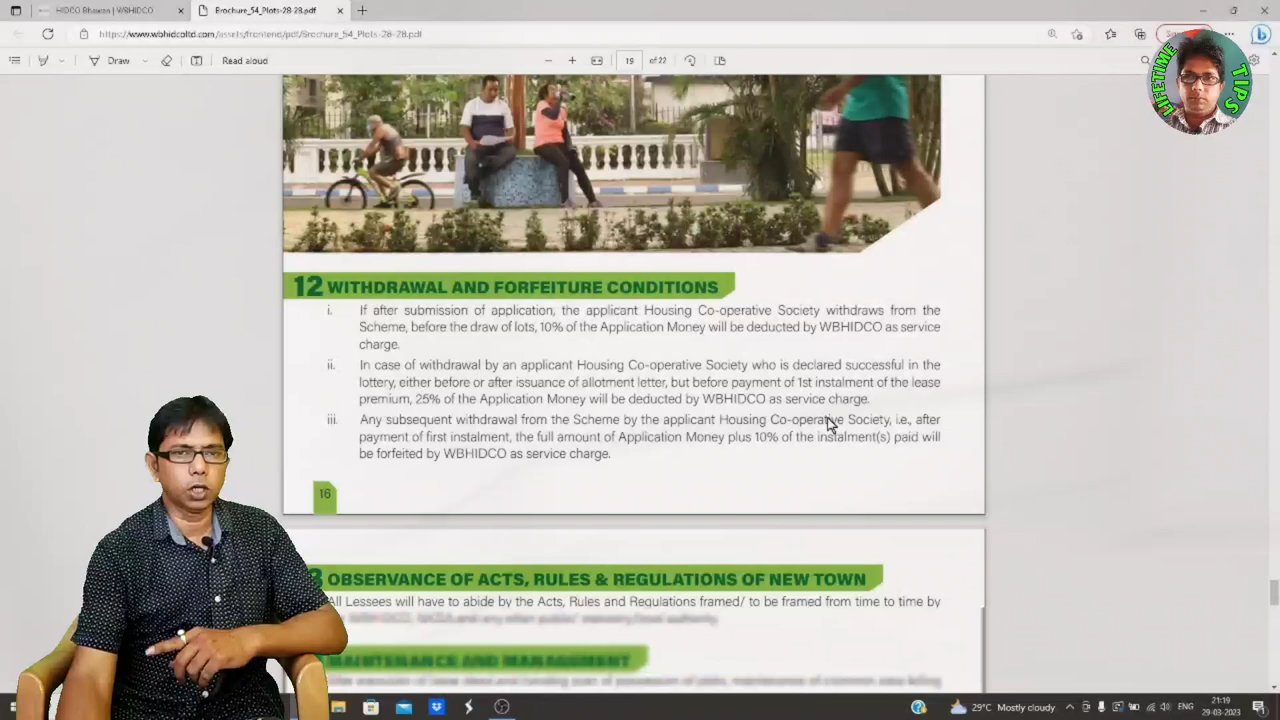 HIDCO Bhawan | WBHIDCO
Brochure_54_Plots-28-28.pdf
https://www.wbhidcoltd.com/assets/frontend/pdf/Brochure_54_Plots-28-28.pdf
Draw
Read aloud
19 of 22
LIFETIME TIPS
12 WITHDRAWAL AND FORFEITURE CONDITIONS
i. If after submission of application, the applicant Housing Co-operative Society withdraws from the
Scheme, before the draw of lots, 10% of the Application Money will be deducted by WBHIDCO as service
charge.
ii. In case of withdrawal by an applicant Housing Co-operative Society who is declared successful in the
lottery, either before or after issuance of allotment letter, but before payment of 1st instalment of the lease
premium, 25% of the Application Money will be deducted by WBHIDCO as service charge.
iii. Any subsequent withdrawal from the Scheme by the applicant Housing Co-operative Society, i.e., after
payment of first instalment, the full amount of Application Money plus 10% of the instalment(s) paid will
be forfeited by WBHIDCO as service charge.
16
3 OBSERVANCE OF ACTS, RULES & REGULATIONS OF NEW TOWN
All Lessees will have to abide by the Acts, Rules and Regulations framed/ to be framed from time to time by
MAINTENANCE AND MANAGEMENT
29°C Mostly cloudy
ENG
21:19
29-03-2023